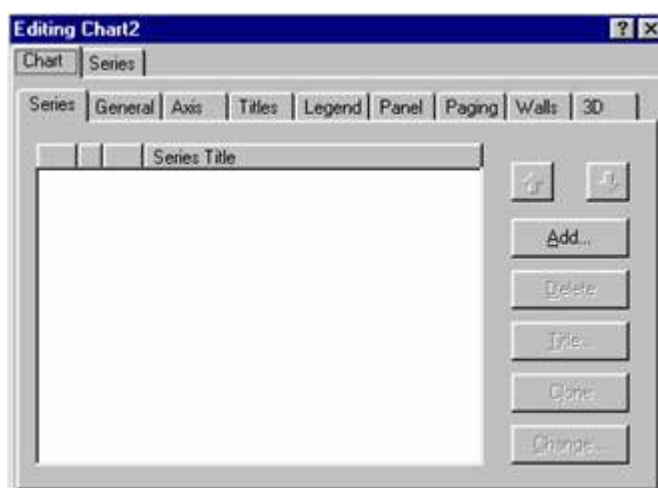 Editing Chart2
Chart Series
Series General Axis Titles Legend Panel Paging Walls 3D
Series Title
Add...
Delete
Title...
Clone
Change...